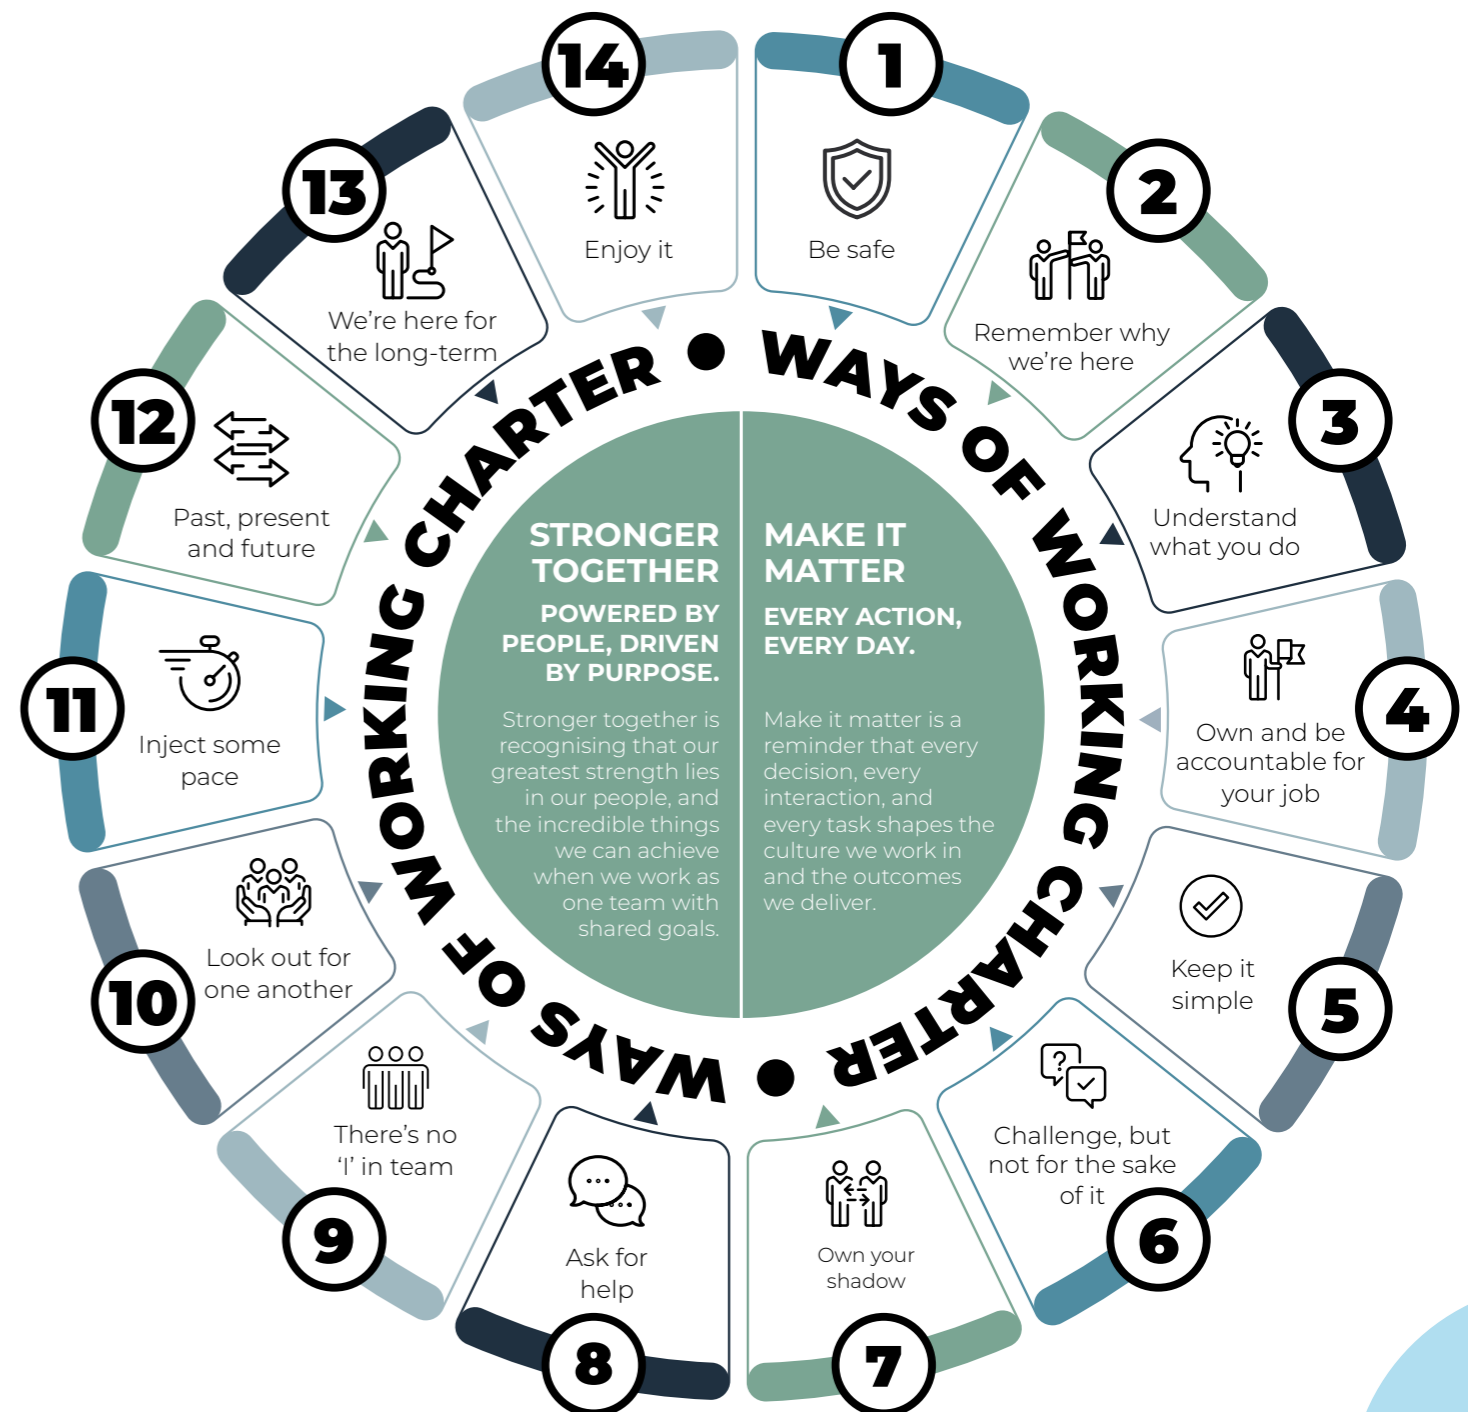 1
Be safe
2
Remember why
we're here
3
Understand
what you do
4
Own and be
accountable for
your job
5
Keep it
simple
6
Challenge, but
not for the sake
of it
7
Own your
shadow
8
Ask for
help
9
There's no
'I' in team
10
Look out for
one another
11
Inject some
pace
12
Past, present
and future
13
We're here for
the long-term
14
Enjoy it
WAYS OF WORKING CHARTER ●
WAYS OF WORKING CHARTER ●
STRONGER
TOGETHER
POWERED BY
PEOPLE, DRIVEN
BY PURPOSE.
Stronger together is
recognising that our
greatest strength lies
in our people, and
the incredible things
we can achieve
when we work as
one team with
shared goals.
MAKE IT
MATTER
EVERY ACTION,
EVERY DAY.
Make it matter is a
reminder that every
decision, every
interaction, and
every task shapes the
culture we work in
and the outcomes
we deliver.
?